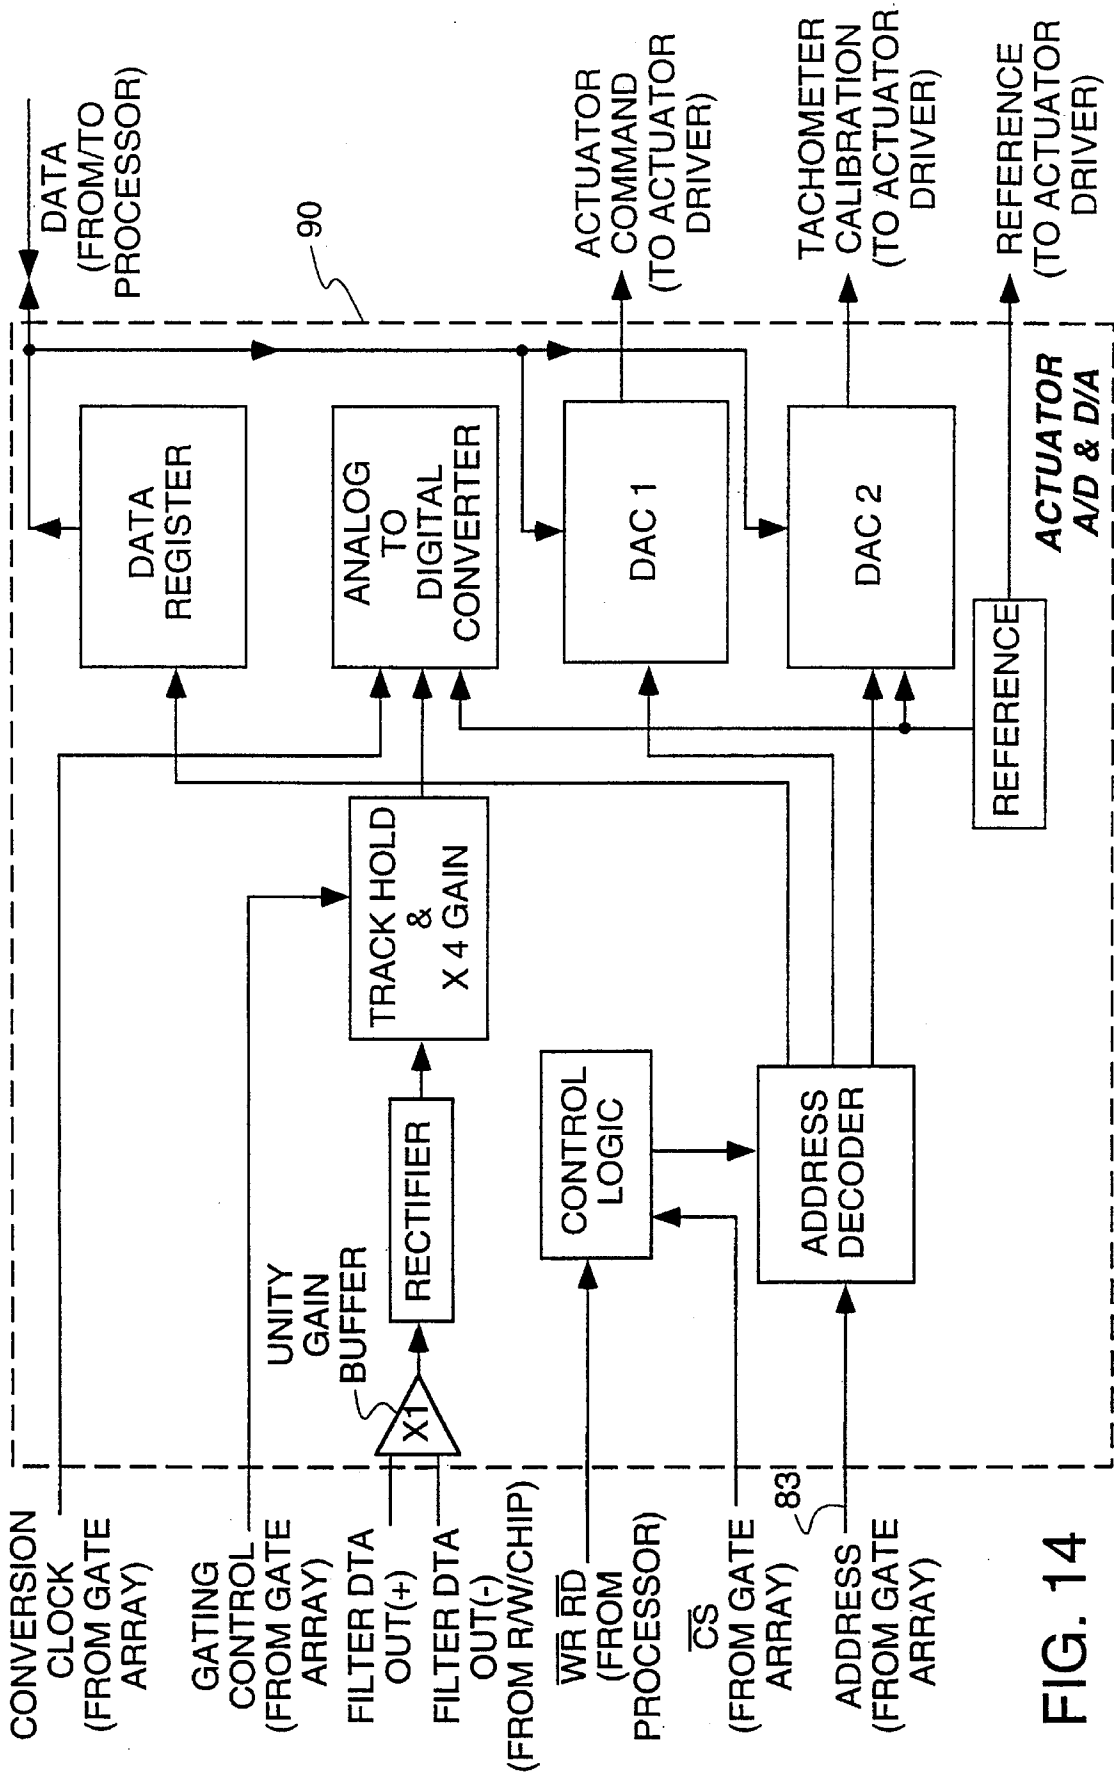 CONVERSION
CLOCK
(FROM GATE
ARRAY)
GATING
CONTROL
(FROM GATE
ARRAY)
FILTER DTA
OUT(+)
FILTER DTA
OUT(-)
(FROM R/W/CHIP)
WR RD
(FROM
PROCESSOR)
CS
(FROM GATE
ARRAY)
83
ADDRESS
(FROM GATE
ARRAY)
UNITY
GAIN
BUFFER
X1
RECTIFIER
TRACK HOLD
&
X 4 GAIN
CONTROL
LOGIC
ADDRESS
DECODER
DATA
REGISTER
ANALOG
TO
DIGITAL
CONVERTER
DAC 1
DAC 2
REFERENCE
ACTUATOR
A/D & D/A
90
DATA
(FROM/TO
PROCESSOR)
ACTUATOR
COMMAND
(TO ACTUATOR
DRIVER)
TACHOMETER
CALIBRATION
(TO ACTUATOR
DRIVER)
REFERENCE
(TO ACTUATOR
DRIVER)
FIG. 14